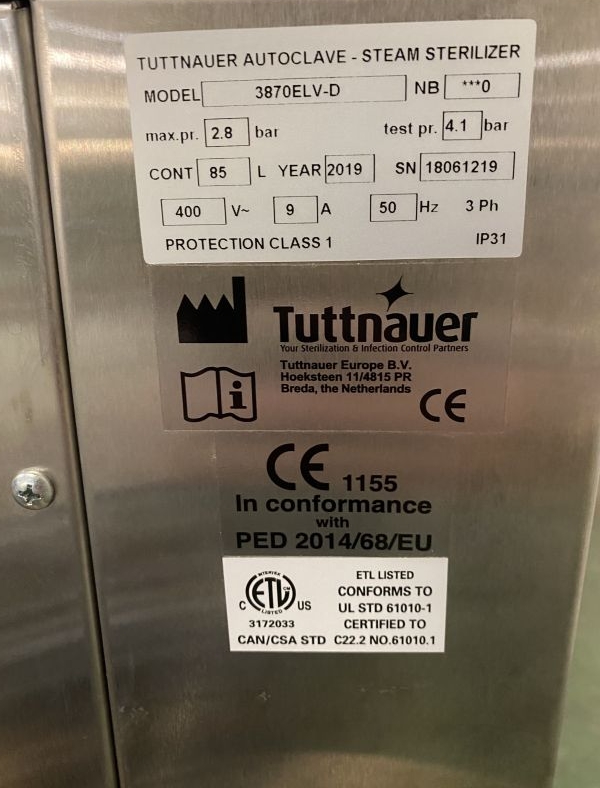 TUTTNAUER AUTOCLAVE - STEAM STERILIZER
MODEL 3870ELV-D NB ***0
max.pr. 2.8 bar test pr. 4.1 bar
CONT 85 L YEAR 2019 SN 18061219
400 V~ 9 A 50 Hz 3 Ph
PROTECTION CLASS 1 IP31
Tuttnauer
Your Sterilization & Infection Control Partners
Tuttnauer Europe B.V.
Hoeksteen 11/4815 PR
Breda, the Netherlands
i
CE
CE 1155
In conformance
with
PED 2014/68/EU
INTERTEK
ETL CM
LISTED
C US
3172033
ETL LISTED
CONFORMS TO
UL STD 61010-1
CERTIFIED TO
CAN/CSA STD C22.2 NO.61010.1